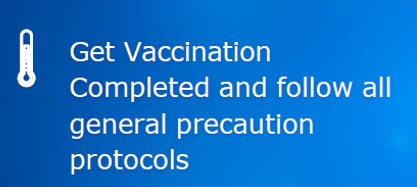 Get Vaccination
Completed and follow all
general precaution
protocols